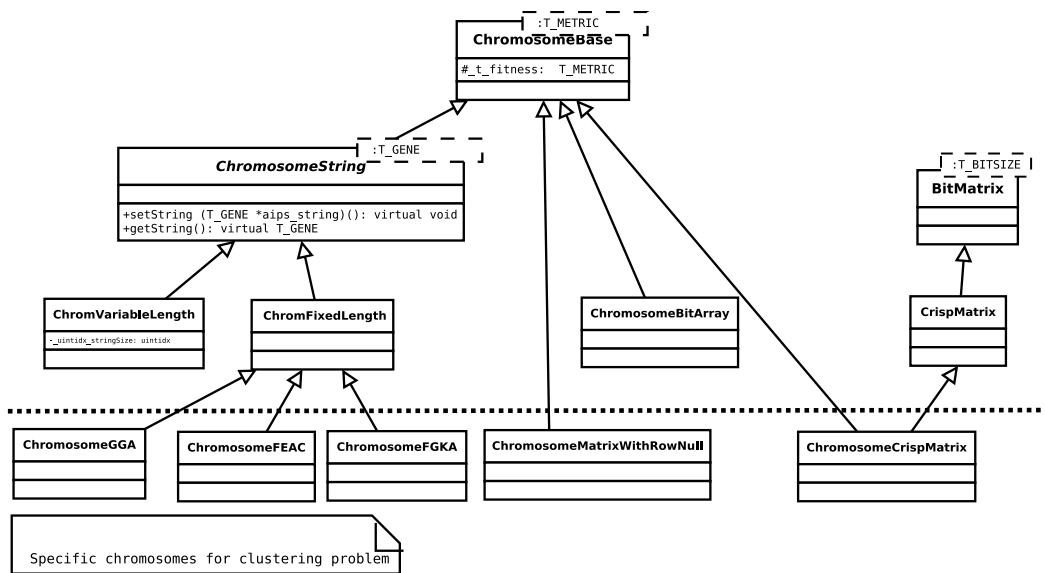 :T_METRIC
ChromosomeBase
#_t_fitness: T_METRIC
:T_GENE
ChromosomeString
+setString (T_GENE *aips_string)(): virtual void
+getString(): virtual T_GENE
:T_BITSIZE
BitMatrix
ChromVariableLength
-_uintidx_stringSize: uintidx
ChromFixedLength
ChromosomeBitArray
CrispMatrix
ChromosomeGGA
ChromosomeFEAC
ChromosomeFGKA
ChromosomeMatrixWithRowNull
ChromosomeCrispMatrix
Specific chromosomes for clustering problem